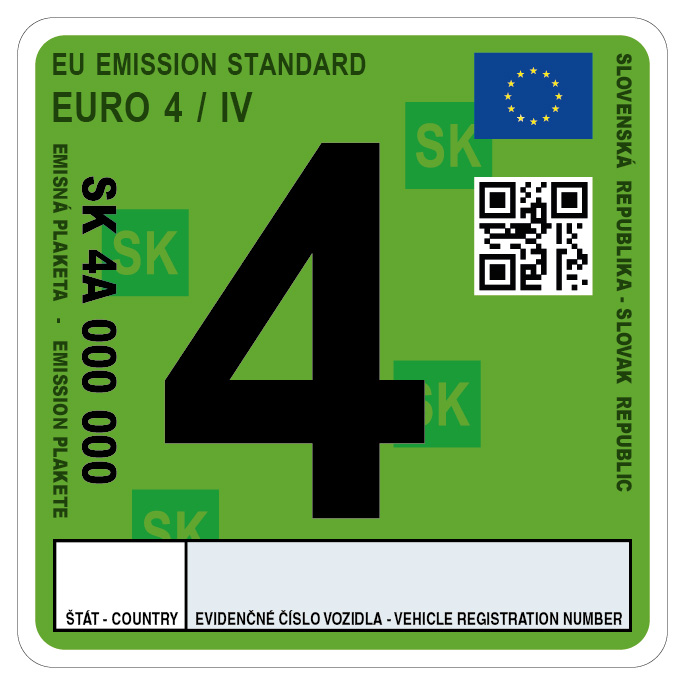 EU EMISSION STANDARD
EURO 4 / IV
EMISNÁ PLAKETA - EMISSION PLAKETE
SK 4A 000 000
SK
SK
4
SK
SK
SLOVENSKÁ REPUBLIKA - SLOVAK REPUBLIC
ŠTÁT - COUNTRY
EVIDENČNÉ ČÍSLO VOZIDLA - VEHICLE REGISTRATION NUMBER